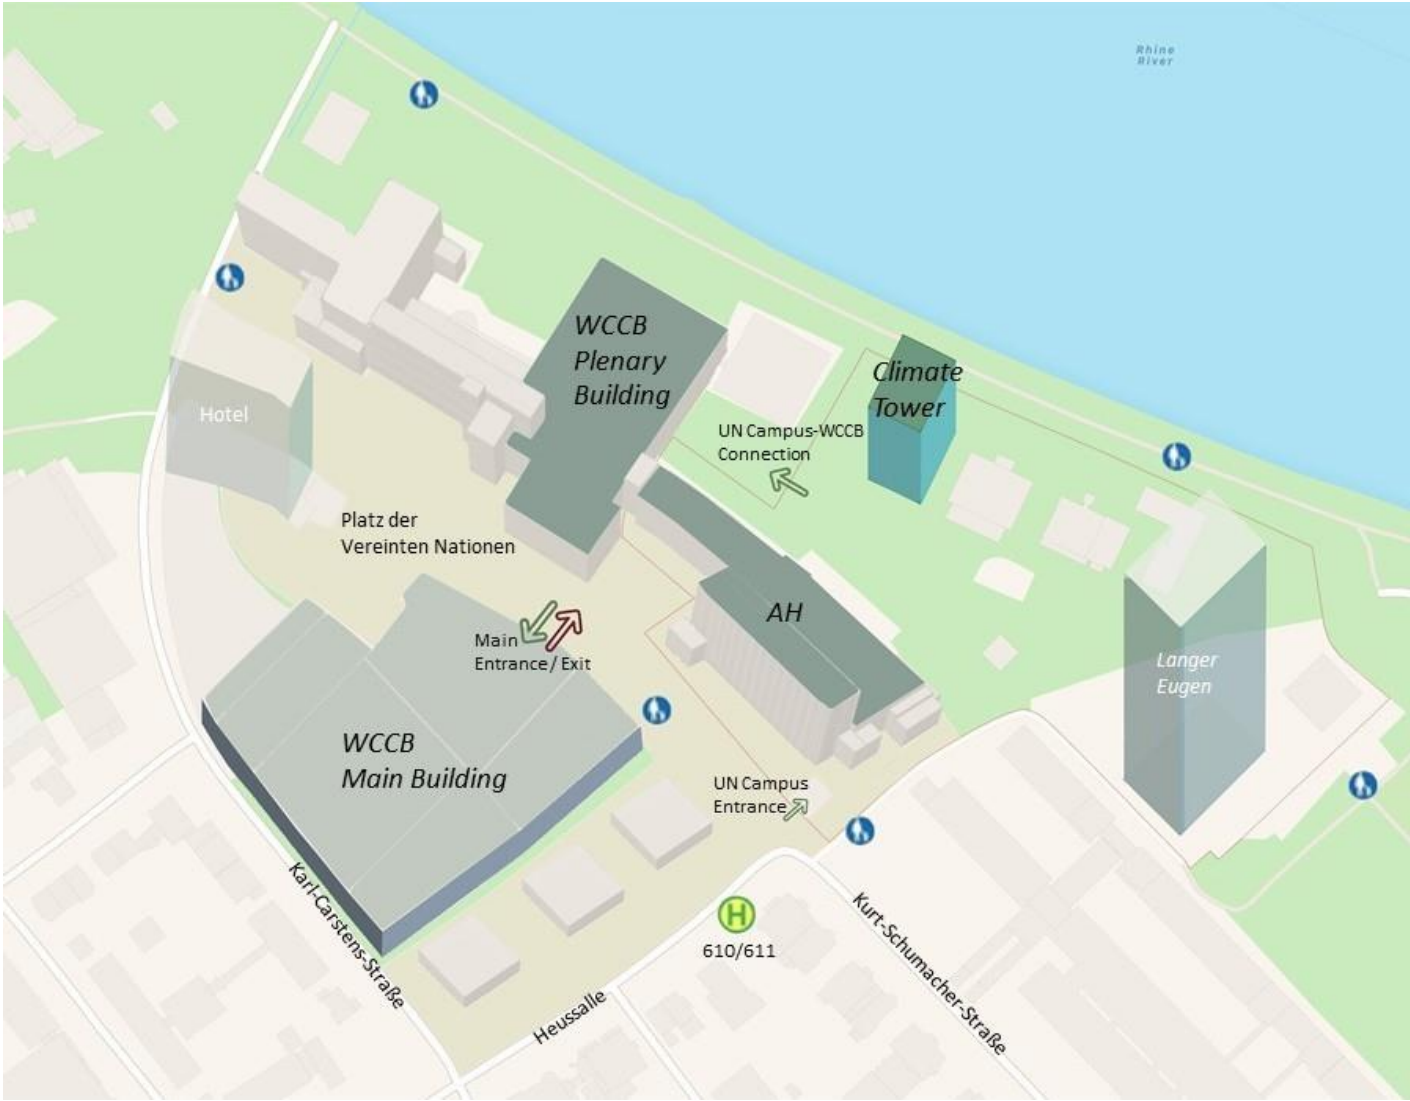 Rhine
River
WCCB
Plenary
Building
Climate
Tower
Hotel
UN Campus-WCCB
Connection
Platz der
Vereinten Nationen
AH
Main
Entrance / Exit
Langer
Eugen
WCCB
Main Building
UN Campus
Entrance
H
610/611
Karl-Carstens-Straße
Kurt-Schumacher-Straße
Heussalle